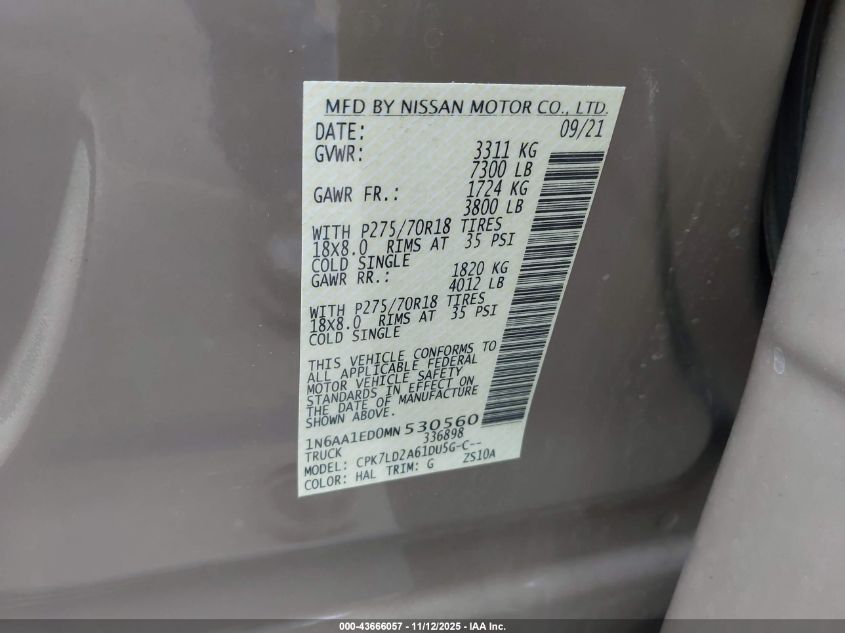 MFD BY NISSAN MOTOR CO., LTD.
DATE: 09/21
GVWR: 3311 KG
7300 LB
GAWR FR.: 1724 KG
3800 LB
WITH P275/70R18 TIRES
18X8.0 RIMS AT 35 PSI
COLD SINGLE
GAWR RR.: 1820 KG
4012 LB
WITH P275/70R18 TIRES
18X8.0 RIMS AT 35 PSI
COLD SINGLE
THIS VEHICLE CONFORMS TO
ALL APPLICABLE FEDERAL
MOTOR VEHICLE SAFETY
STANDARDS IN EFFECT ON
THE DATE OF MANUFACTURE
SHOWN ABOVE.
1N6AA1ED0MN530560
TRUCK 336898
MODEL: CPK7LD2A61DU5G-C--
COLOR: HAL TRIM: G ZS10A
000-43666057 - 11/12/2025 - IAA Inc.